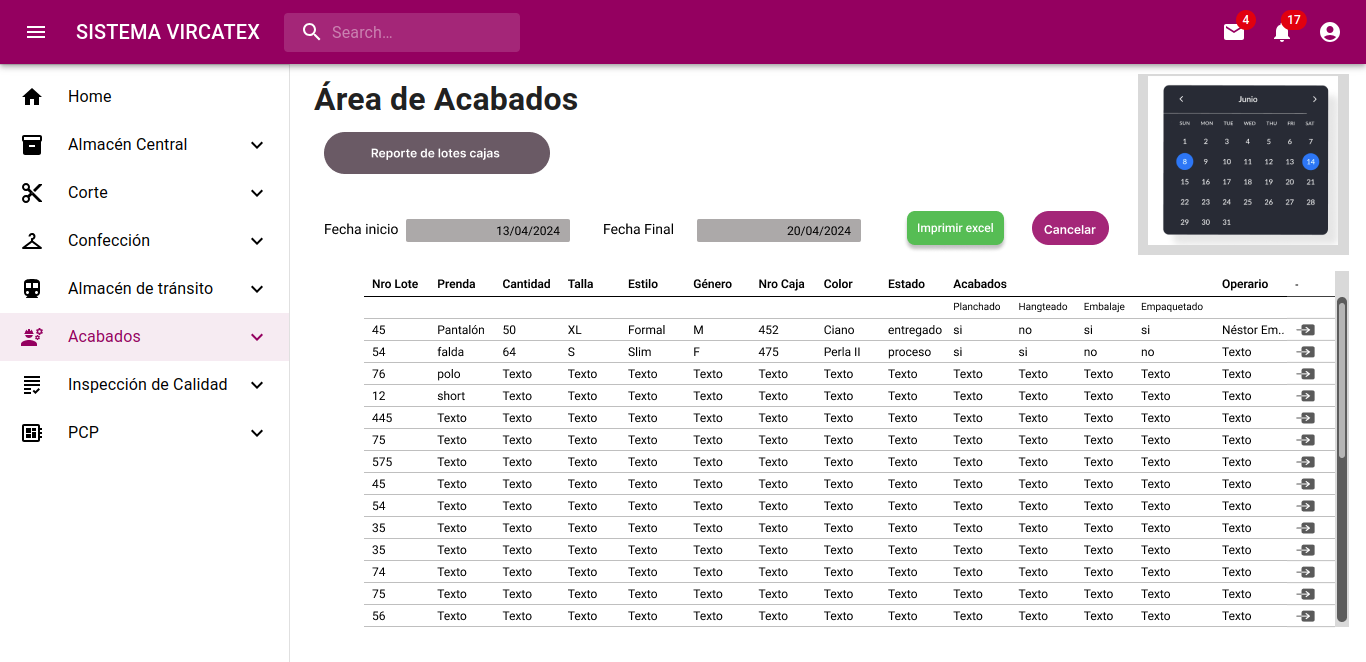 SISTEMA VIRCATEX Search... 4 17
Home
Almacén Central
Corte
Confección
Almacén de tránsito
Acabados
Inspección de Calidad
PCP
Área de Acabados
Reporte de lotes cajas
Fecha inicio 13/04/2024 Fecha Final 20/04/2024 Imprimir excel Cancelar
Junio
SUN MON TUE WED THU FRI SAT
1 2 3 4 5 6 7
8 9 10 11 12 13 14
15 16 17 18 19 20 21
22 23 24 25 26 27 28
29 30 31
Nro Lote Prenda Cantidad Talla Estilo Género Nro Caja Color Estado Acabados Operario -
Planchado Hangteado Embalaje Empaquetado
45 Pantalón 50 XL Formal M 452 Ciano entregado si no si si Néstor Em..
54 falda 64 S Slim F 475 Perla II proceso si si no no Texto
76 polo Texto Texto Texto Texto Texto Texto Texto Texto Texto Texto Texto Texto
12 short Texto Texto Texto Texto Texto Texto Texto Texto Texto Texto Texto Texto
445 Texto Texto Texto Texto Texto Texto Texto Texto Texto Texto Texto Texto Texto
75 Texto Texto Texto Texto Texto Texto Texto Texto Texto Texto Texto Texto Texto
575 Texto Texto Texto Texto Texto Texto Texto Texto Texto Texto Texto Texto Texto
45 Texto Texto Texto Texto Texto Texto Texto Texto Texto Texto Texto Texto Texto
54 Texto Texto Texto Texto Texto Texto Texto Texto Texto Texto Texto Texto Texto
35 Texto Texto Texto Texto Texto Texto Texto Texto Texto Texto Texto Texto Texto
35 Texto Texto Texto Texto Texto Texto Texto Texto Texto Texto Texto Texto Texto
74 Texto Texto Texto Texto Texto Texto Texto Texto Texto Texto Texto Texto Texto
75 Texto Texto Texto Texto Texto Texto Texto Texto Texto Texto Texto Texto Texto
56 Texto Texto Texto Texto Texto Texto Texto Texto Texto Texto Texto Texto Texto